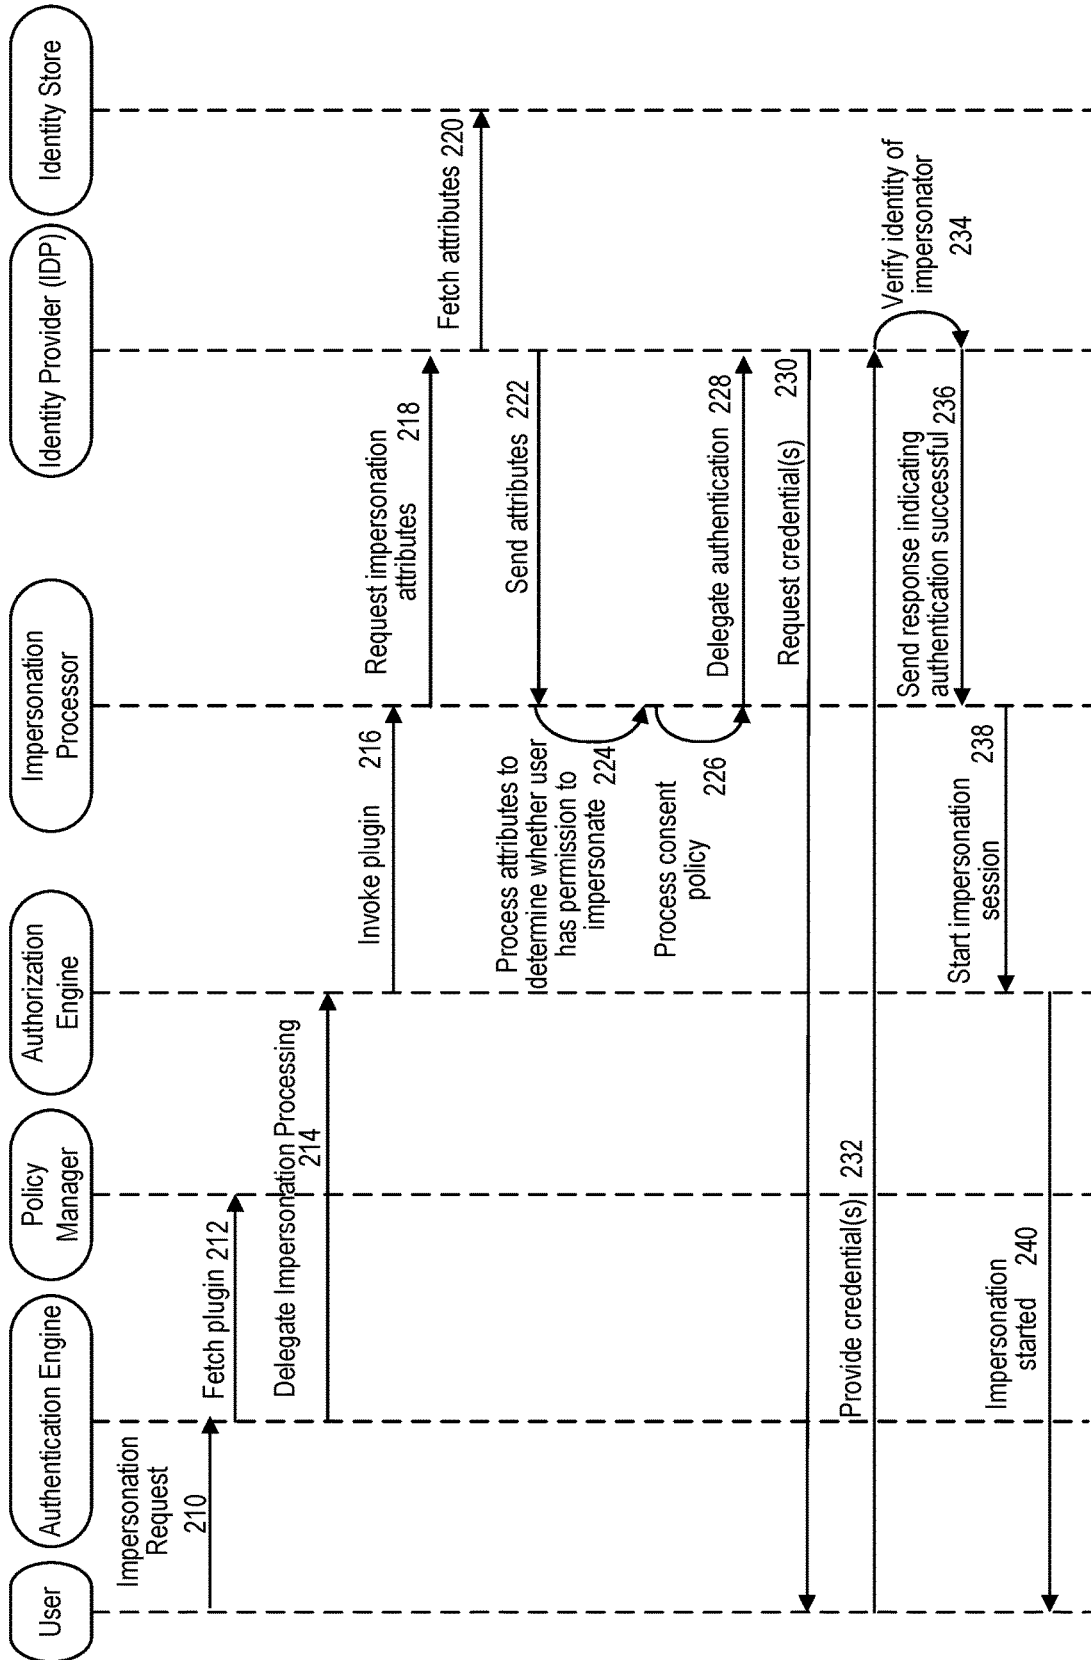 User
Authentication Engine
Policy
Manager
Authorization
Engine
Impersonation
Processor
Identity Provider (IDP)
Identity Store
Impersonation
Request
210
Fetch plugin 212
Delegate Impersonation Processing
214
Invoke plugin 216
Request impersonation
attributes 218
Fetch attributes 220
Send attributes 222
Process attributes to
determine whether user
has permission to
impersonate 224
Process consent
policy 226
Delegate authentication 228
Request credential(s) 230
Provide credential(s) 232
Verify identity of
impersonator
234
Send response indicating
authentication successful 236
Start impersonation
session 238
Impersonation
started 240